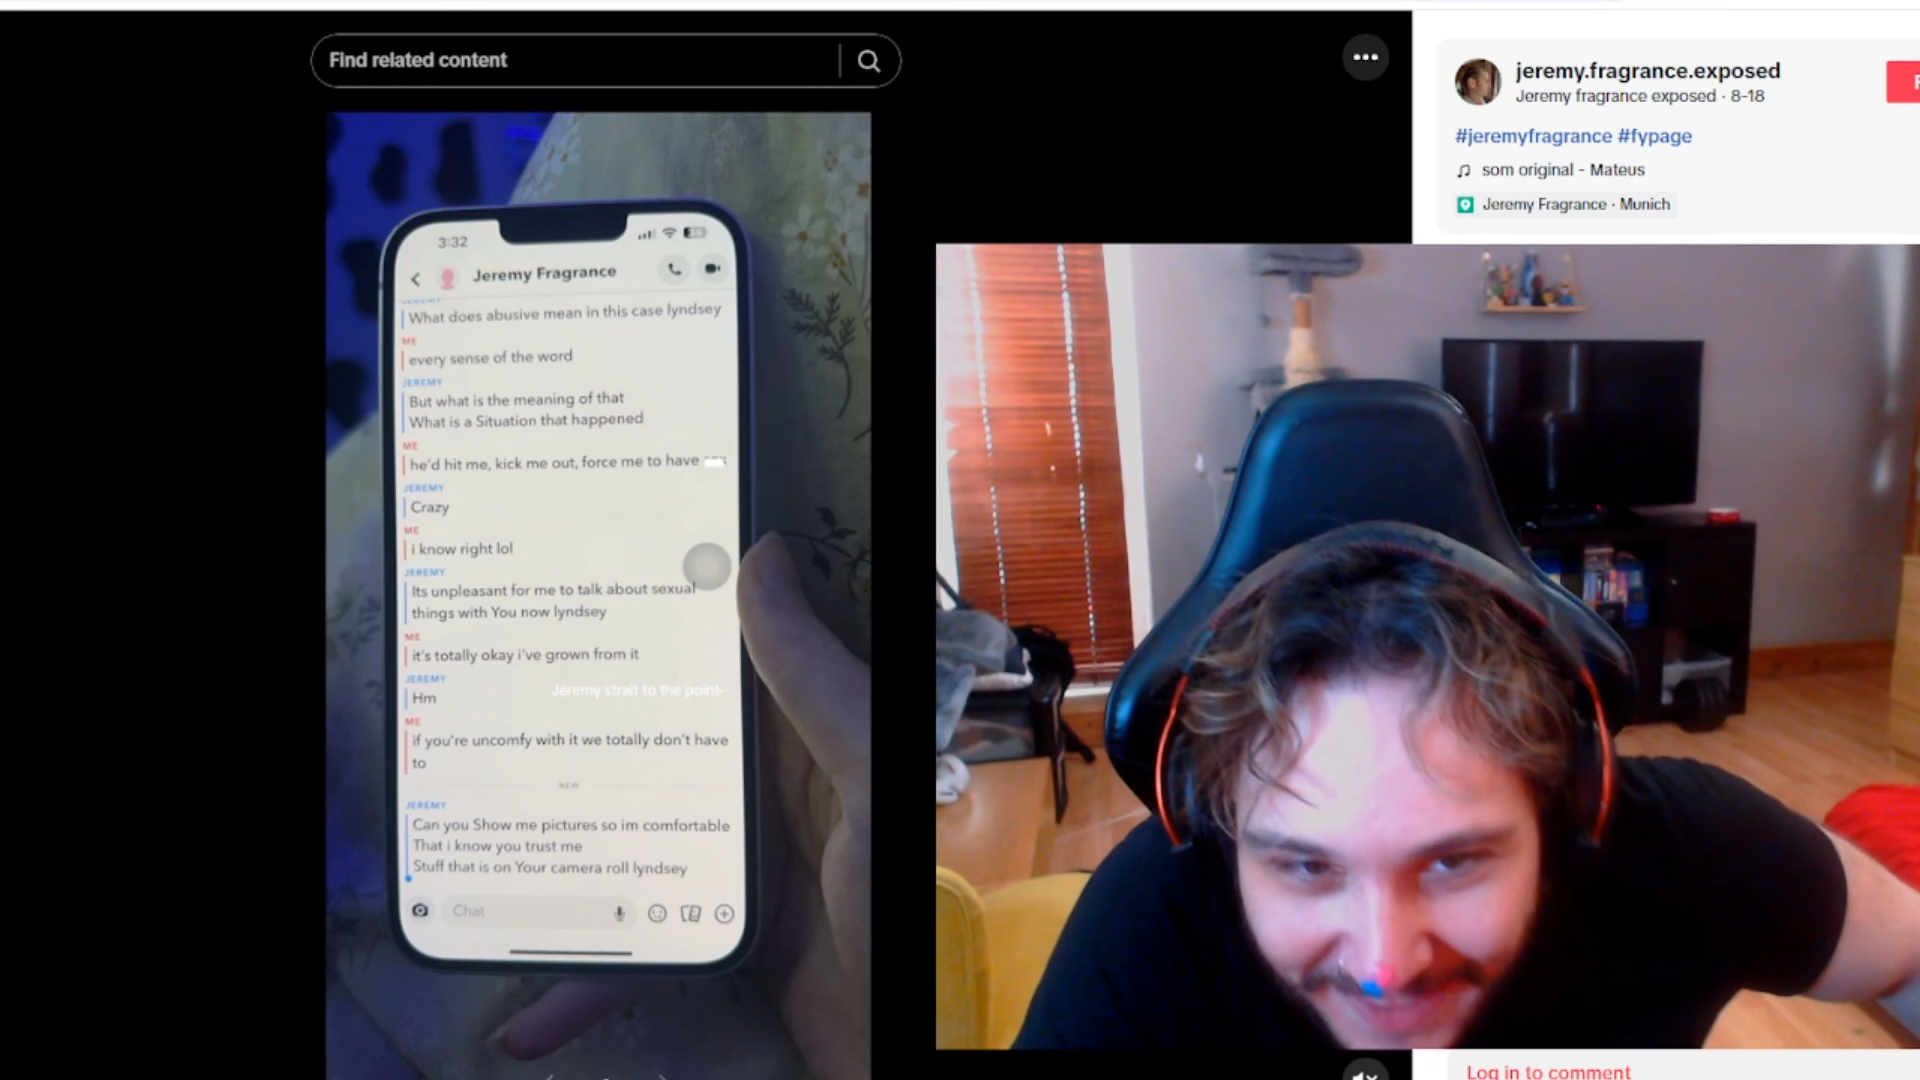 Find related content
jeremy.fragrance.exposed
Jeremy fragrance exposed · 8-18
#jeremyfragrance #fypage
som original - Mateus
Jeremy Fragrance · Munich
3:32
Jeremy Fragrance
JEREMY
What does abusive mean in this case lyndsey
ME
every sense of the word
JEREMY
But what is the meaning of that
What is a Situation that happened
ME
he'd hit me, kick me out, force me to have
JEREMY
Crazy
ME
i know right lol
JEREMY
Its unpleasant for me to talk about sexual
things with You now lyndsey
ME
it's totally okay i've grown from it
JEREMY
Hm
Jeremy strait to the point-
ME
if you're uncomfy with it we totally don't have
to
NEW
JEREMY
Can you Show me pictures so im comfortable
That i know you trust me
Stuff that is on Your camera roll lyndsey
Chat
Log in to comment